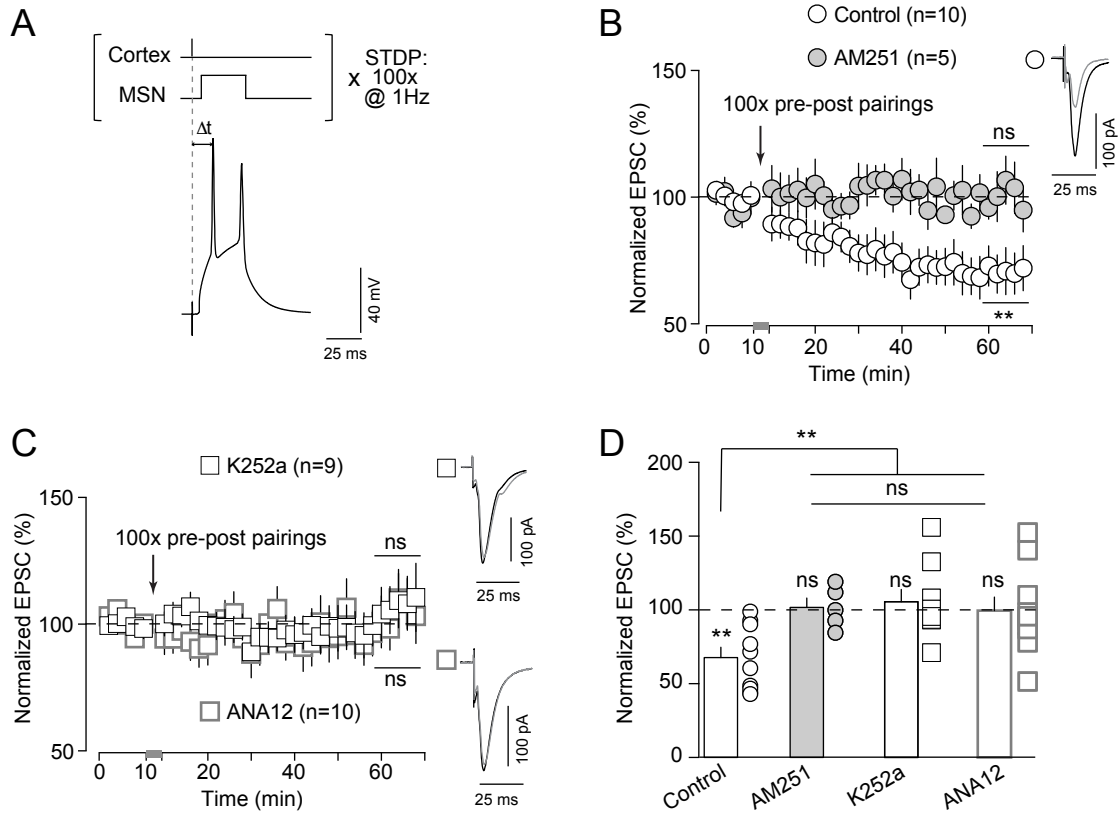 A
Cortex
MSN
STDP:
x 100x
@ 1Hz
Δt
40 mV
25 ms
B
Control (n=10)
AM251 (n=5)
150
100
50
Normalized EPSC (%)
100x pre-post pairings
ns
**
0
10
20
40
60
Time (min)
100 pA
25 ms
C
K252a (n=9)
150
100
50
Normalized EPSC (%)
100x pre-post pairings
ns
ns
ANA12 (n=10)
0
10
20
40
60
Time (min)
100 pA
25 ms
100 pA
25 ms
D
**
ns
200
150
100
50
0
Normalized EPSC (%)
**
ns
ns
ns
Control
AM251
K252a
ANA12